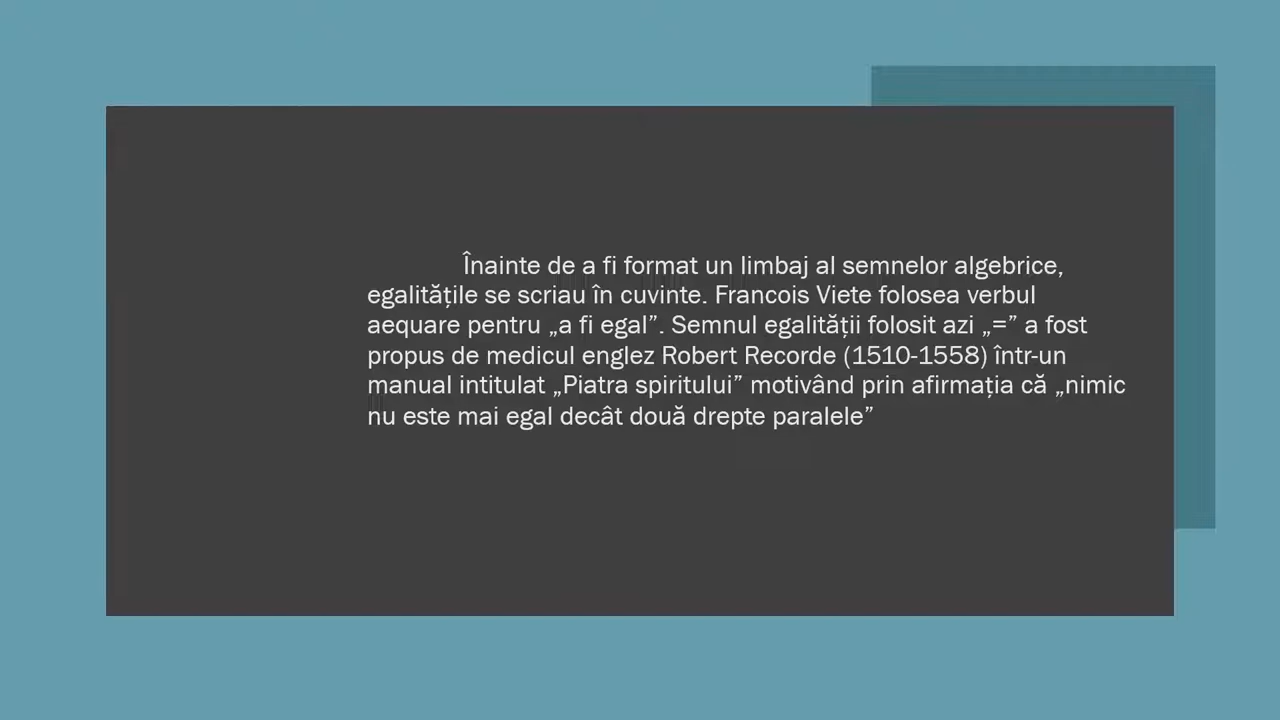 Înainte de a fi format un limbaj al semnelor algebrice,
egalitățile se scriau în cuvinte. Francois Viete folosea verbul
aequare pentru „a fi egal”. Semnul egalității folosit azi „=” a fost
propus de medicul englez Robert Recorde (1510-1558) într-un
manual intitulat „Piatra spiritului” motivând prin afirmația că „nimic
nu este mai egal decât două drepte paralele”